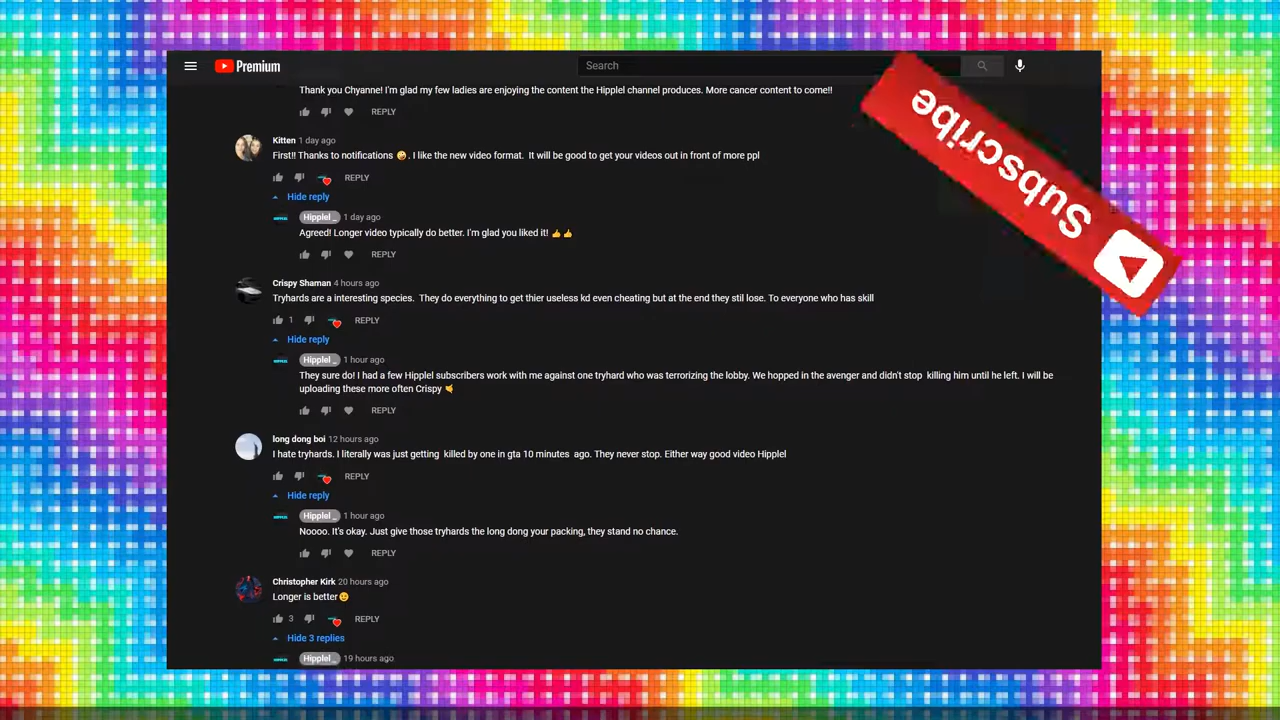 Premium
Search
Subscribe
Thank you Chyanne! I'm glad my few ladies are enjoying the content the Hipplel channel produces. More cancer content to come!!
REPLY
Kitten 1 day ago
First!! Thanks to notifications 🤪. I like the new video format. It will be good to get your videos out in front of more ppl
REPLY
Hide reply
Hipplel _ 1 day ago
Agreed! Longer video typically do better. I'm glad you liked it! 👍👍
REPLY
Crispy Shaman 4 hours ago
Tryhards are a interesting species. They do everything to get thier useless kd even cheating but at the end they stil lose. To everyone who has skill
1 REPLY
Hide reply
Hipplel _ 1 hour ago
They sure do! I had a few Hipplel subscribers work with me against one tryhard who was terrorizing the lobby. We hopped in the avenger and didn't stop killing him until he left. I will be
uploading these more often Crispy 🤙
REPLY
long dong boi 12 hours ago
I hate tryhards. I literally was just getting killed by one in gta 10 minutes ago. They never stop. Either way good video Hipplel
REPLY
Hide reply
Hipplel _ 1 hour ago
Noooo. It's okay. Just give those tryhards the long dong your packing, they stand no chance.
REPLY
Christopher Kirk 20 hours ago
Longer is better😉
3 REPLY
Hide 3 replies
Hipplel _ 19 hours ago